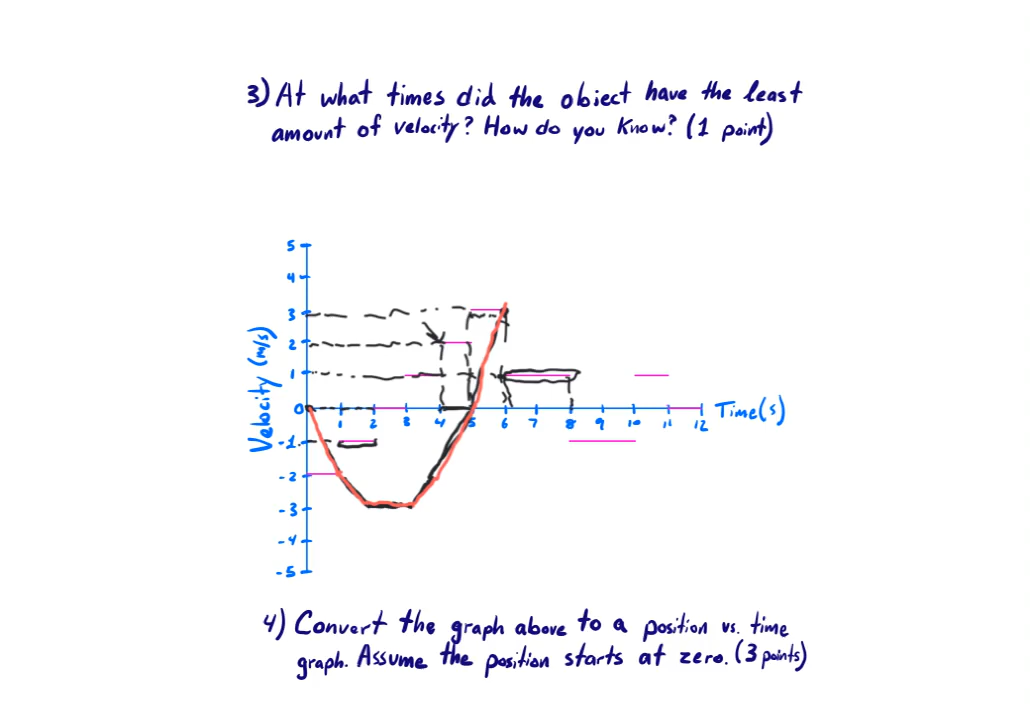 3) At what times did the object have the least
amount of velocity? How do you know? (1 point)
5
4
3
2
1
0
-1
-2
-3
-4
-5
Velocity (m/s)
1 2 3 4 5 6 7 8 9 10 11 12 Time(s)
4) Convert the graph above to a position vs. time
graph. Assume the position starts at zero. (3 points)